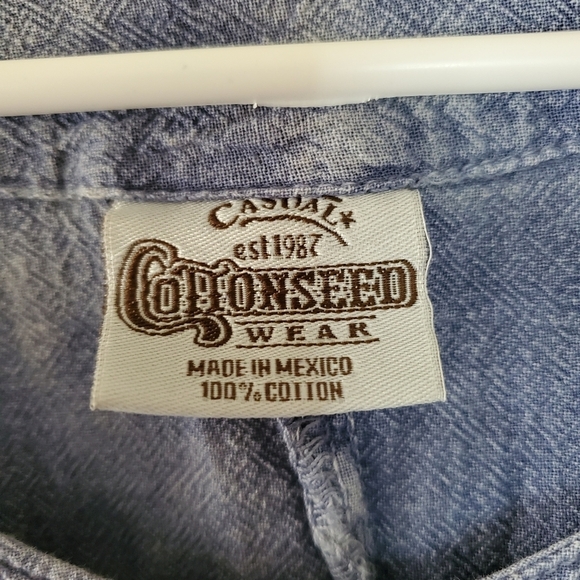 CASUAL
est 1987
COTTONSEED
WEAR
MADE IN MEXICO
100% COTTON